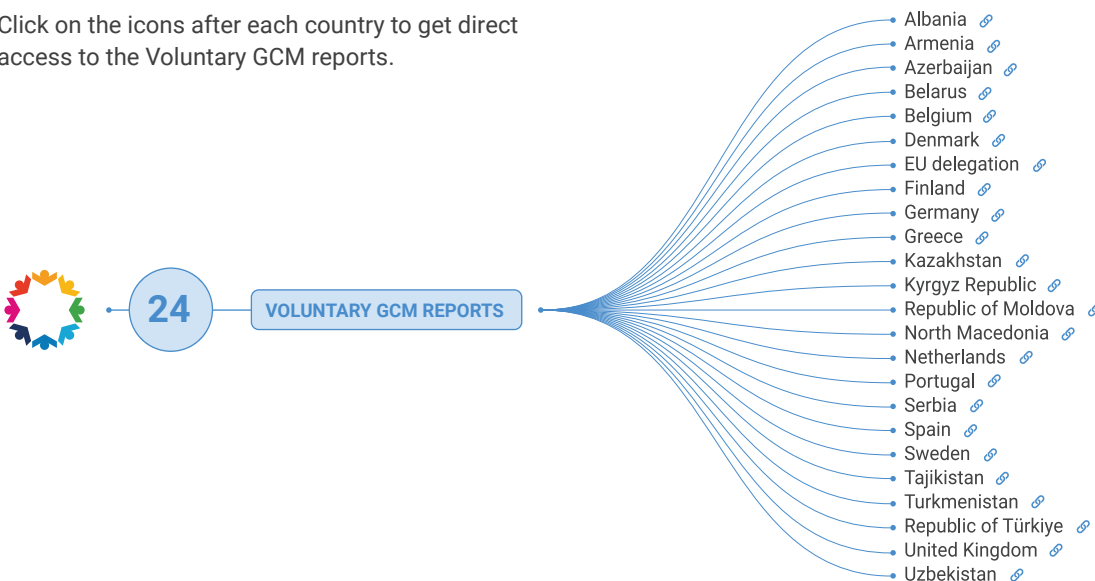 Click on the icons after each country to get direct
access to the Voluntary GCM reports.
24
VOLUNTARY GCM REPORTS
Albania
Armenia
Azerbaijan
Belarus
Belgium
Denmark
EU delegation
Finland
Germany
Greece
Kazakhstan
Kyrgyz Republic
Republic of Moldova
North Macedonia
Netherlands
Portugal
Serbia
Spain
Sweden
Tajikistan
Turkmenistan
Republic of Türkiye
United Kingdom
Uzbekistan